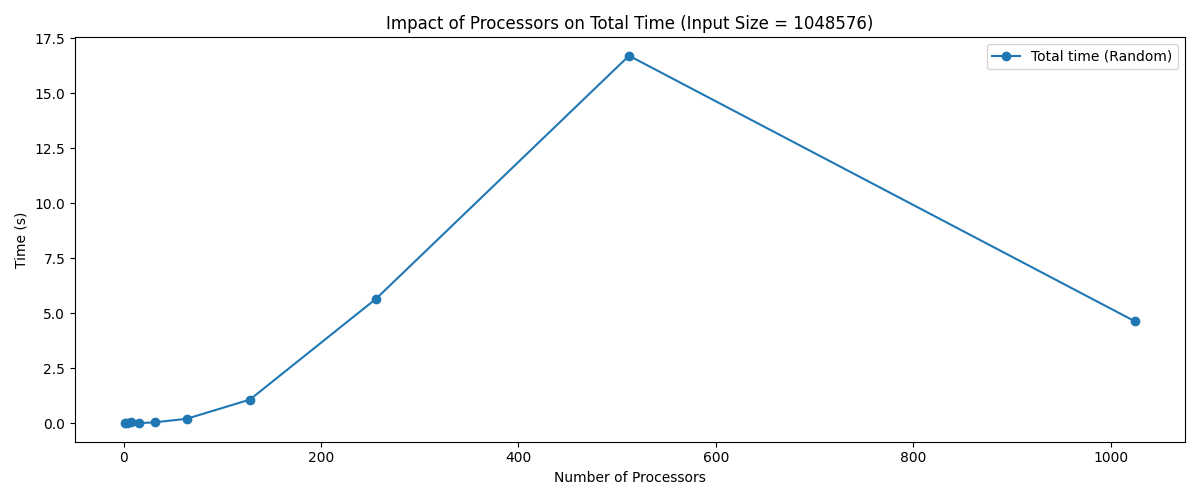 Impact of Processors on Total Time (Input Size = 1048576)
Total time (Random)
Time (s)
17.5
15.0
12.5
10.0
7.5
5.0
2.5
0.0
0 200 400 600 800 1000
Number of Processors